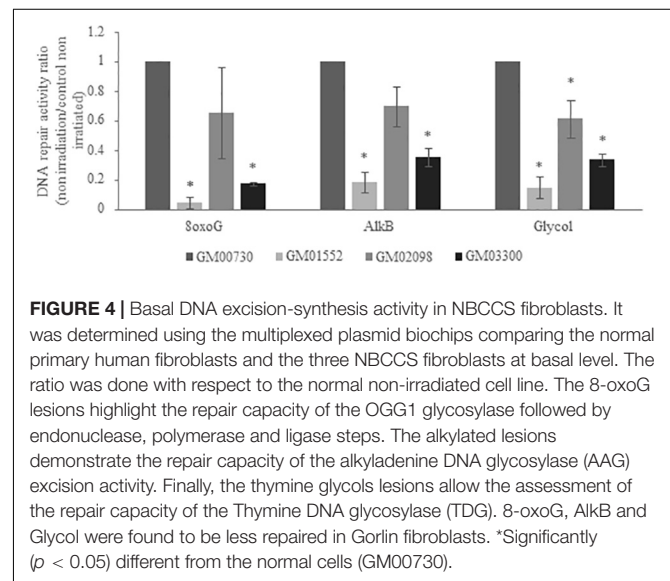 1.4
1.2
1
0.8
0.6
0.4
0.2
0
DNA repair activity ratio
(non irradiation/control non
irratiated)
* * * * * * *
8oxoG AlkB Glycol
GM00730 GM01552 GM02098 GM03300
FIGURE 4 | Basal DNA excision-synthesis activity in NBCCS fibroblasts. It
was determined using the multiplexed plasmid biochips comparing the normal
primary human fibroblasts and the three NBCCS fibroblasts at basal level. The
ratio was done with respect to the normal non-irradiated cell line. The 8-oxoG
lesions highlight the repair capacity of the OGG1 glycosylase followed by
endonuclease, polymerase and ligase steps. The alkylated lesions
demonstrate the repair capacity of the alkyladenine DNA glycosylase (AAG)
excision activity. Finally, the thymine glycols lesions allow the assessment of
the repair capacity of the Thymine DNA glycosylase (TDG). 8-oxoG, AlkB and
Glycol were found to be less repaired in Gorlin fibroblasts. *Significantly
(p < 0.05) different from the normal cells (GM00730).